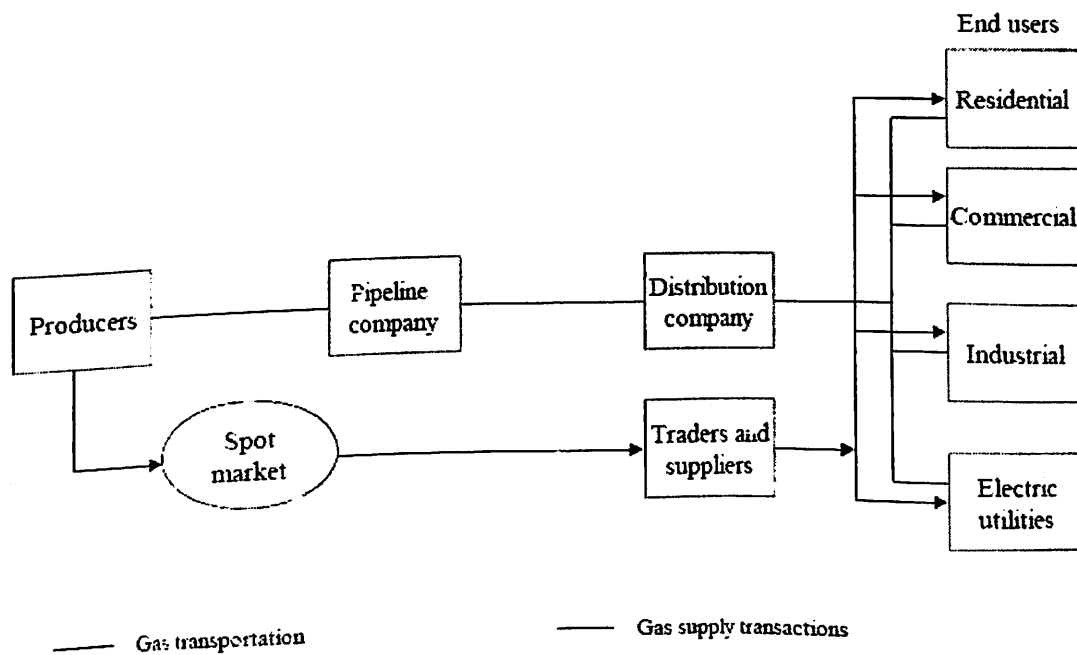 End users
Residential
Commercial
Pipeline
company
Distribution
company
Producers
Industrial
Spot
market
Traders and
suppliers
Electric
utilities
Gas transportation
Gas supply transactions